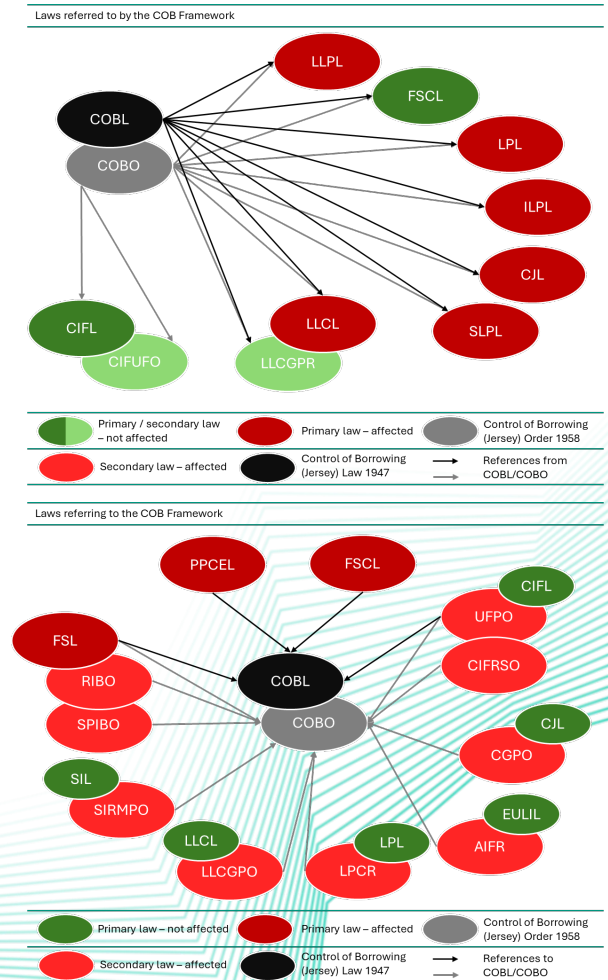 Laws referred to by the COB Framework
LLPL
FSCL
COBL
LPL
COBO
ILPL
CJL
CIFL
LLCL
SLPL
CIFUFO
LLCGPR
Primary / secondary law
– not affected
Primary law – affected
Control of Borrowing
(Jersey) Order 1958
Secondary law – affected
Control of Borrowing
(Jersey) Law 1947
References from
COBL/COBO
Laws referring to the COB Framework
PPCEL
FSCL
CIFL
UFPO
FSL
CIFRSO
RIBO
COBL
SPIBO
COBO
CJL
CGPO
SIL
SIRMPO
EULIL
LLCL
LPL
AIFR
LLCGPO
LPCR
Primary law – not affected
Primary law – affected
Control of Borrowing
(Jersey) Order 1958
Secondary law – affected
Control of Borrowing
(Jersey) Law 1947
References to
COBL/COBO